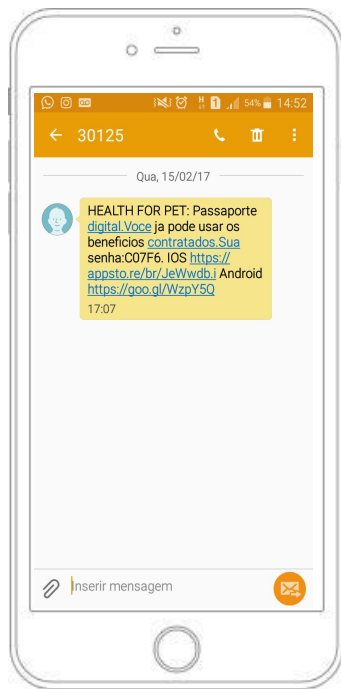 54% 14:52
30125
Qua, 15/02/17
HEALTH FOR PET: Passaporte
digital.Voce ja pode usar os
beneficios contratados.Sua
senha:C07F6. IOS https://
appsto.re/br/JeWwdb.i Android
https://goo.gl/WzpY5Q
17:07
Inserir mensagem